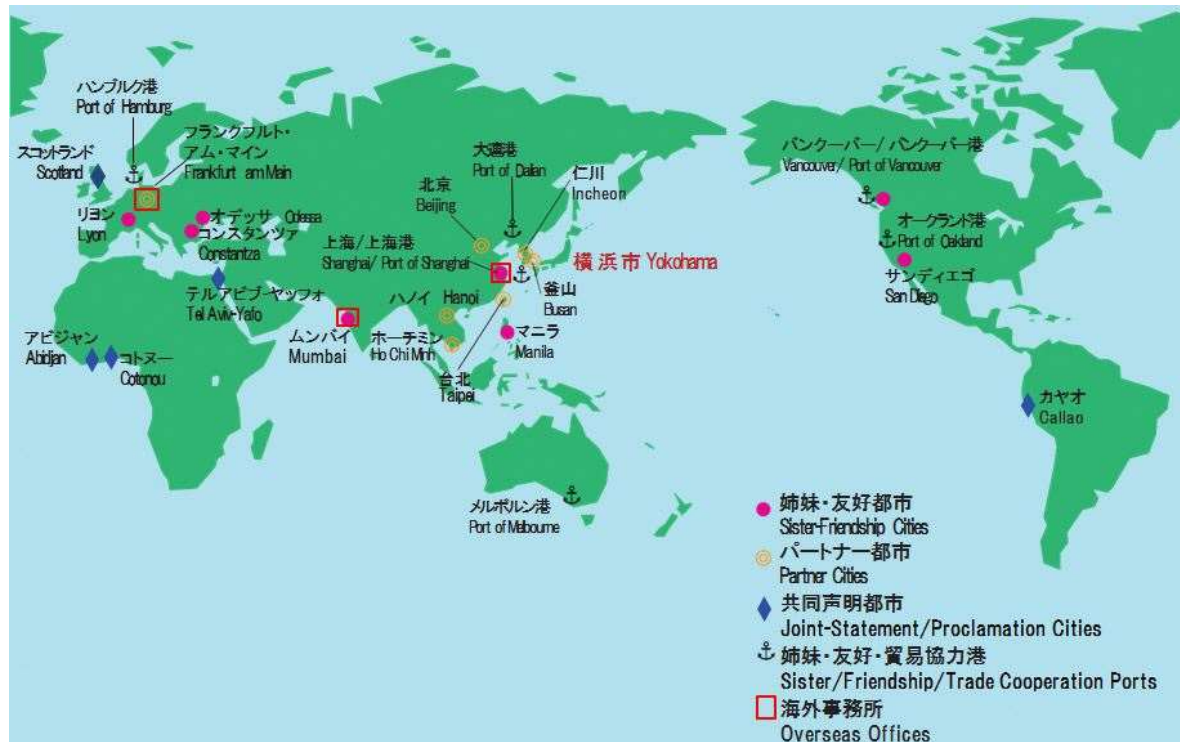 ハンブルク港
Port of Hamburg
フランクフルト・
アム・マイン
Frankfurt am Main
スコットランド
Scotland
リヨン
Lyon
オデッサ Odessa
コンスタンツァ
Constantza
テルアビブ-ヤッフォ
Tel Aviv-Yafo
アビジャン
Abidjan
コトヌー
Cotonou
ムンバイ
Mumbai
大連港
Port of Dalian
北京
Beijing
仁川
Incheon
上海/上海港
Shanghai/ Port of Shanghai
横浜市 Yokohama
釜山
Busan
ハノイ Hanoi
ホーチミン
Ho Chi Minh
台北
Taipei
マニラ
Manila
メルボルン港
Port of Melbourne
バンクーバー/バンクーバー港
Vancouver/ Port of Vancouver
オークランド港
Port of Oakland
サンディエゴ
San Diego
カヤオ
Callao
姉妹・友好都市
Sister-Friendship Cities
パートナー都市
Partner Cities
共同声明都市
Joint-Statement/Proclamation Cities
姉妹・友好・貿易協力港
Sister/Friendship/Trade Cooperation Ports
海外事務所
Overseas Offices